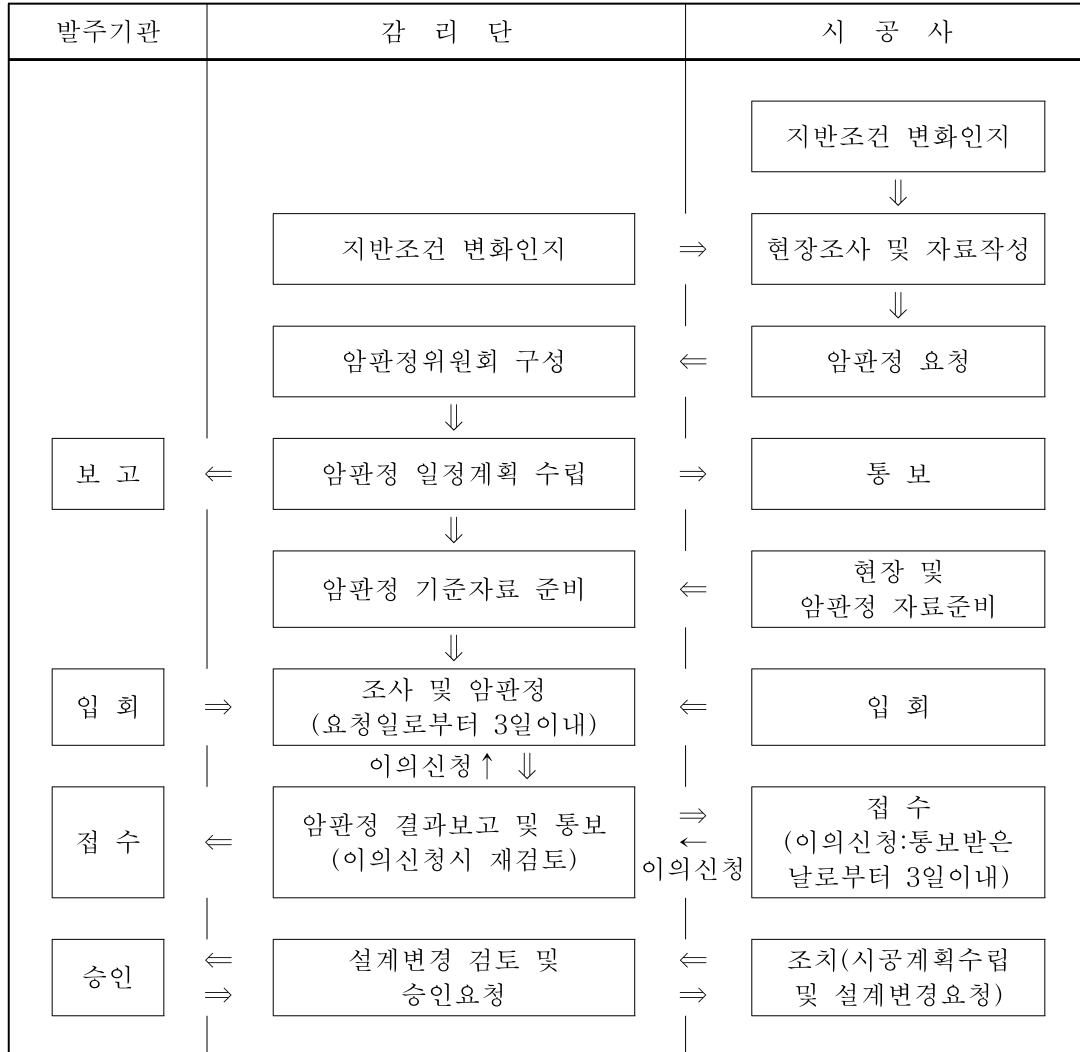 발주기관 감 리 단 시 공 사
지반조건 변화인지
⇓
지반조건 변화인지 ⇒ 현장조사 및 자료작성
⇓
암판정위원회 구성 ⇐ 암판정 요청
⇓
보 고 ⇐ 암판정 일정계획 수립 ⇒ 통 보
⇓
암판정 기준자료 준비 ⇐ 현장 및
암판정 자료준비
⇓
입 회 ⇒ 조사 및 암판정
(요청일로부터 3일이내) ⇐ 입 회
이의신청↑ ⇓
접 수 ⇐ 암판정 결과보고 및 통보
(이의신청시 재검토)
⇒
←
이의신청
접 수
(이의신청:통보받은
날로부터 3일이내)
승인
⇐
⇒
설계변경 검토 및
승인요청
⇐
⇒
조치(시공계획수립
및 설계변경요청)